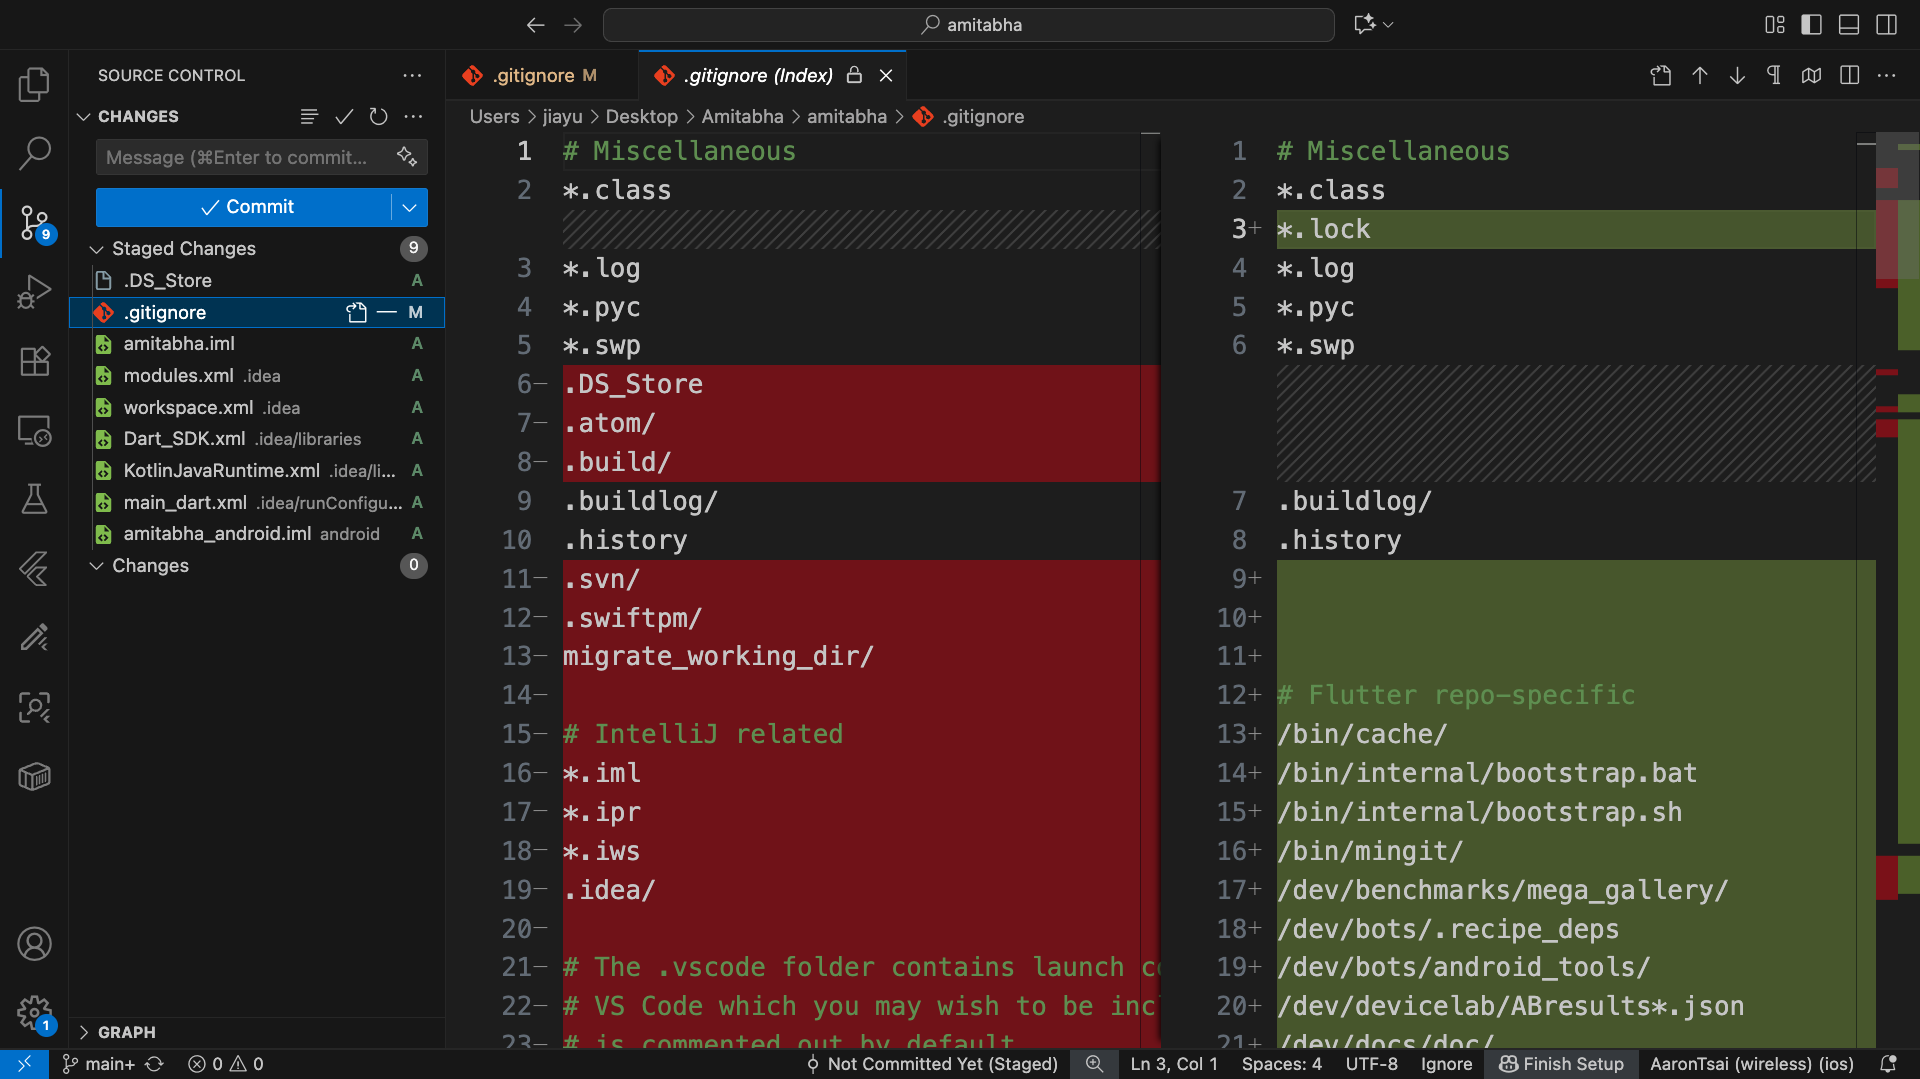 amitabha
SOURCE CONTROL
CHANGES
Message (⌘Enter to commit...
Commit
Staged Changes 9
.DS_Store A
.gitignore M
amitabha.iml A
modules.xml .idea A
workspace.xml .idea A
Dart_SDK.xml .idea/libraries A
KotlinJavaRuntime.xml .idea/li... A
main_dart.xml .idea/runConfigu... A
amitabha_android.iml android A
Changes 0
GRAPH
9
1
.gitignore M
.gitignore (Index)
Users > jiayu > Desktop > Amitabha > amitabha > .gitignore
1 # Miscellaneous
2 *.class
3 *.log
4 *.pyc
5 *.swp
6− .DS_Store
7− .atom/
8− .build/
9 .buildlog/
10 .history
11− .svn/
12− .swiftpm/
13− migrate_working_dir/
14−
15− # IntelliJ related
16− *.iml
17− *.ipr
18− *.iws
19− .idea/
20−
21− # The .vscode folder contains launch co
22− # VS Code which you may wish to be incl
23− # is commented out by default
1 # Miscellaneous
2 *.class
3+ *.lock
4 *.log
5 *.pyc
6 *.swp
7 .buildlog/
8 .history
9+
10+
11+
12+ # Flutter repo-specific
13+ /bin/cache/
14+ /bin/internal/bootstrap.bat
15+ /bin/internal/bootstrap.sh
16+ /bin/mingit/
17+ /dev/benchmarks/mega_gallery/
18+ /dev/bots/.recipe_deps
19+ /dev/bots/android_tools/
20+ /dev/devicelab/ABresults*.json
21+ /dev/docs/doc/
main+ 0 0 Not Committed Yet (Staged) Ln 3, Col 1 Spaces: 4 UTF-8 Ignore Finish Setup AaronTsai (wireless) (ios)